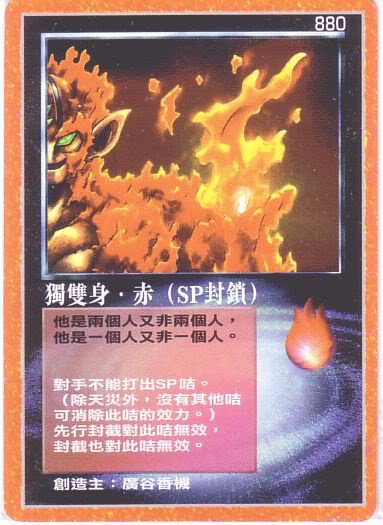 880
獨雙身·赤（SP封鎖）
他是兩個人又非兩個人，
他是一個人又非一個人。
對手不能打出SP咭。
（除天災外，沒有其他咭
可消除此咭的效力。）
先行封截對此咭無效，
封截也對此咭無效。
創造主：廣谷香機